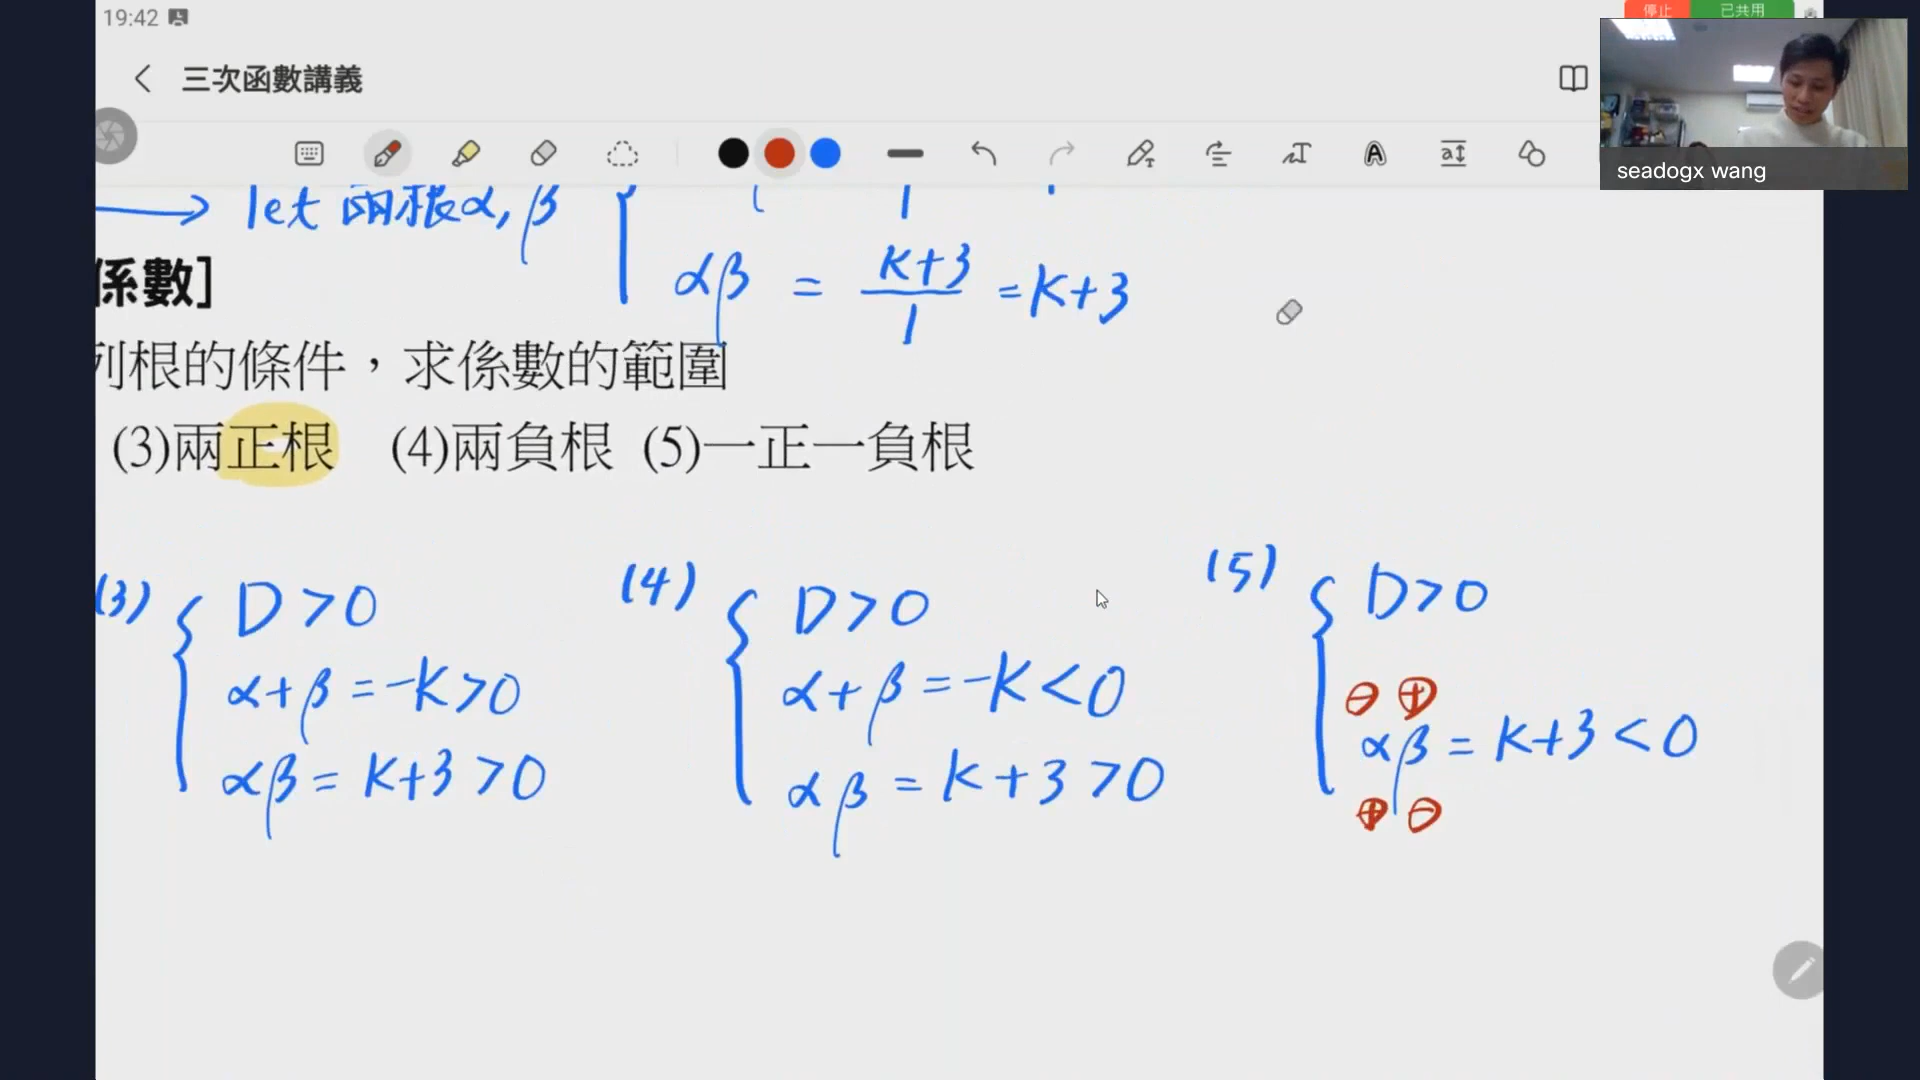 19:42
停止 已共用
三次函數講義
seadogx wang
let 兩根α, β
αβ = k+3/1 = k+3
係數]
列根的條件，求係數的範圍
(3)兩正根 (4)兩負根 (5)一正一負根
(3) { D>0
α+β=-k>0
αβ=k+3>0
(4) { D>0
α+β=-k<0
αβ=k+3>0
(5) { D>0
⊖ ⊕
αβ=k+3<0
⊕ ⊖